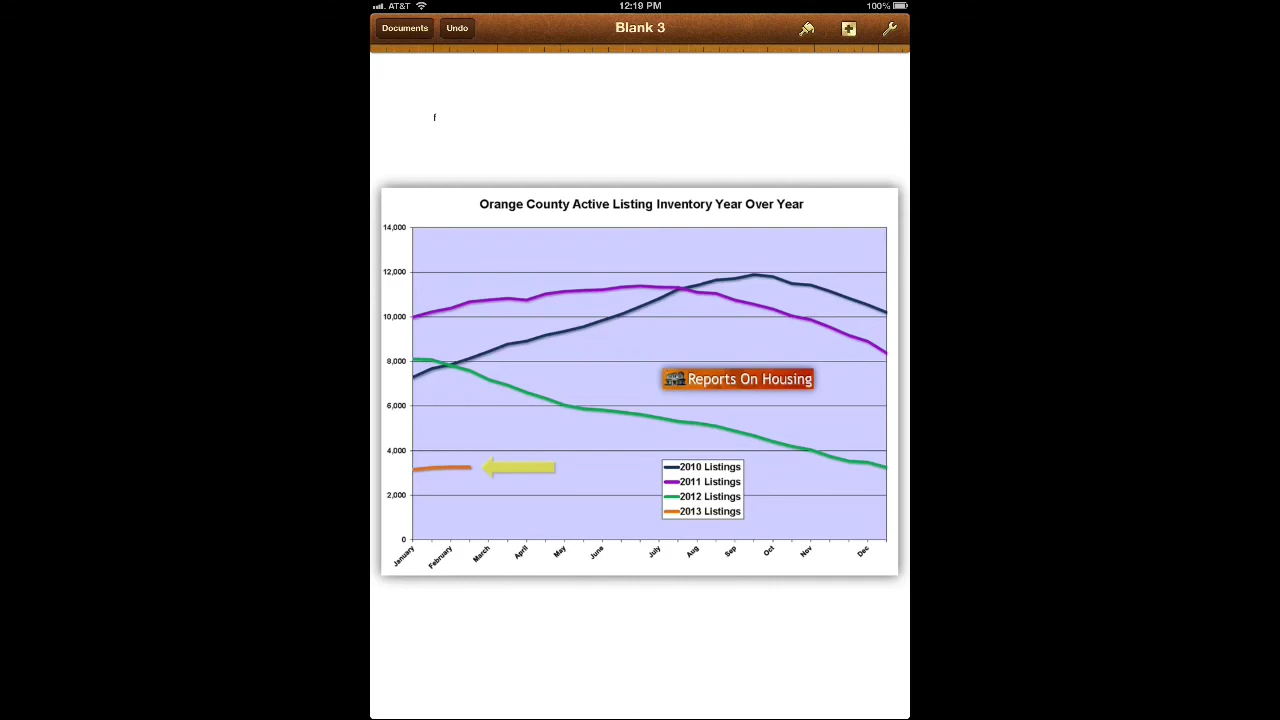 AT&T 12:19 PM 100%
Documents Undo Blank 3
f
Orange County Active Listing Inventory Year Over Year
14,000
12,000
10,000
8,000
6,000
4,000
2,000
0
Reports On Housing
2010 Listings
2011 Listings
2012 Listings
2013 Listings
January February March April May June July Aug Sep Oct Nov Dec